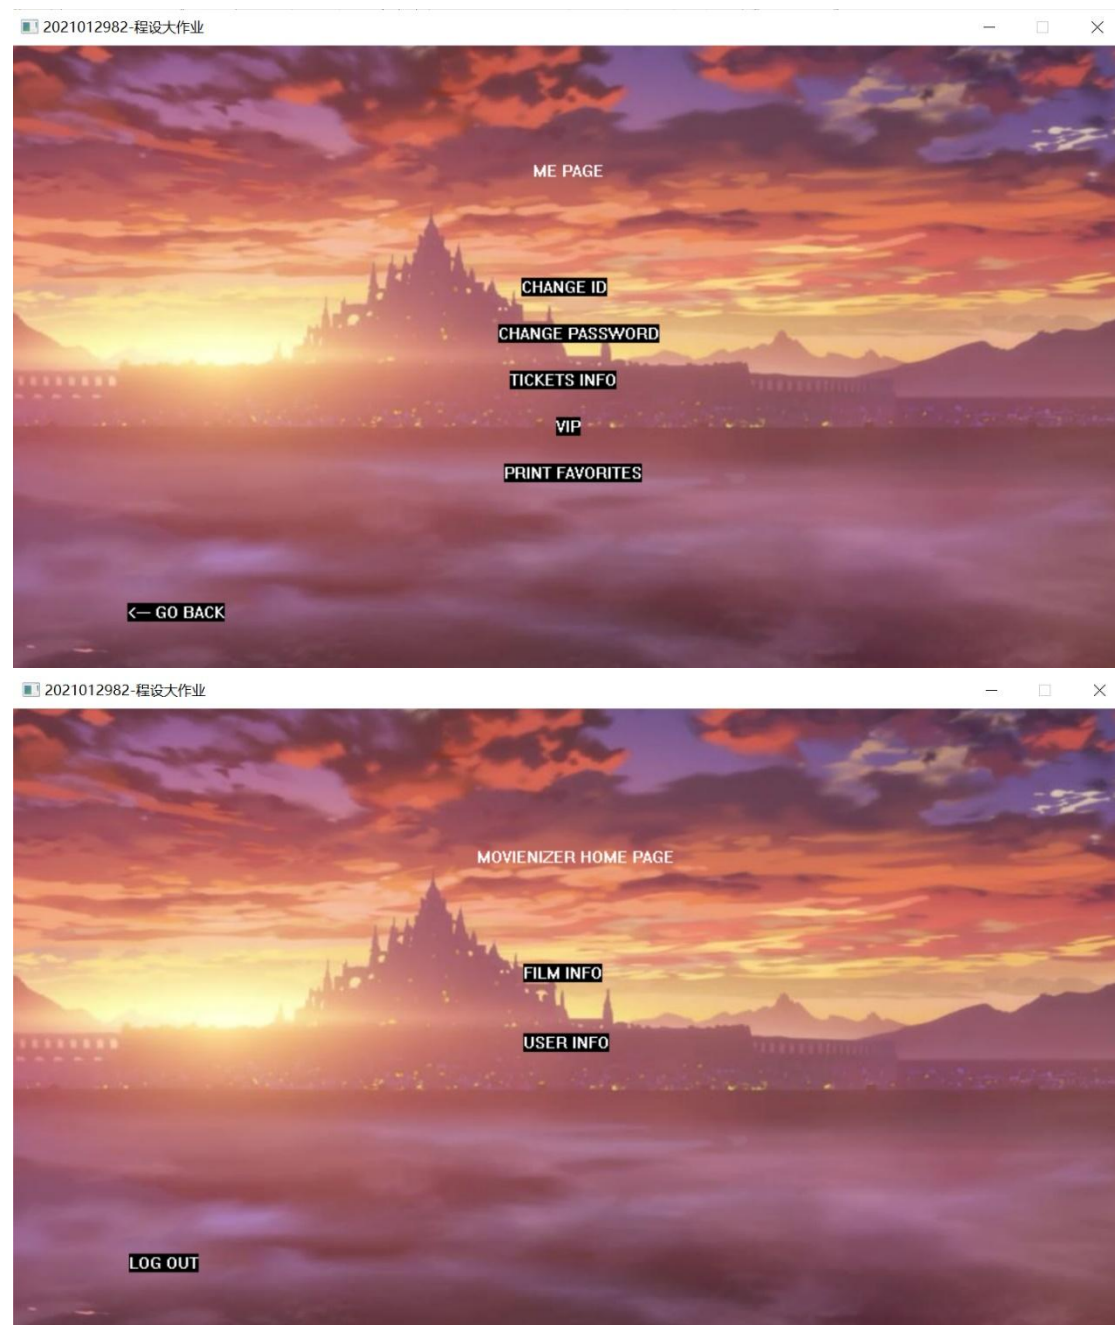 2021012982-程设大作业
ME PAGE
CHANGE ID
CHANGE PASSWORD
TICKETS INFO
VIP
PRINT FAVORITES
<— GO BACK
2021012982-程设大作业
MOVIENIZER HOME PAGE
FILM INFO
USER INFO
LOG OUT